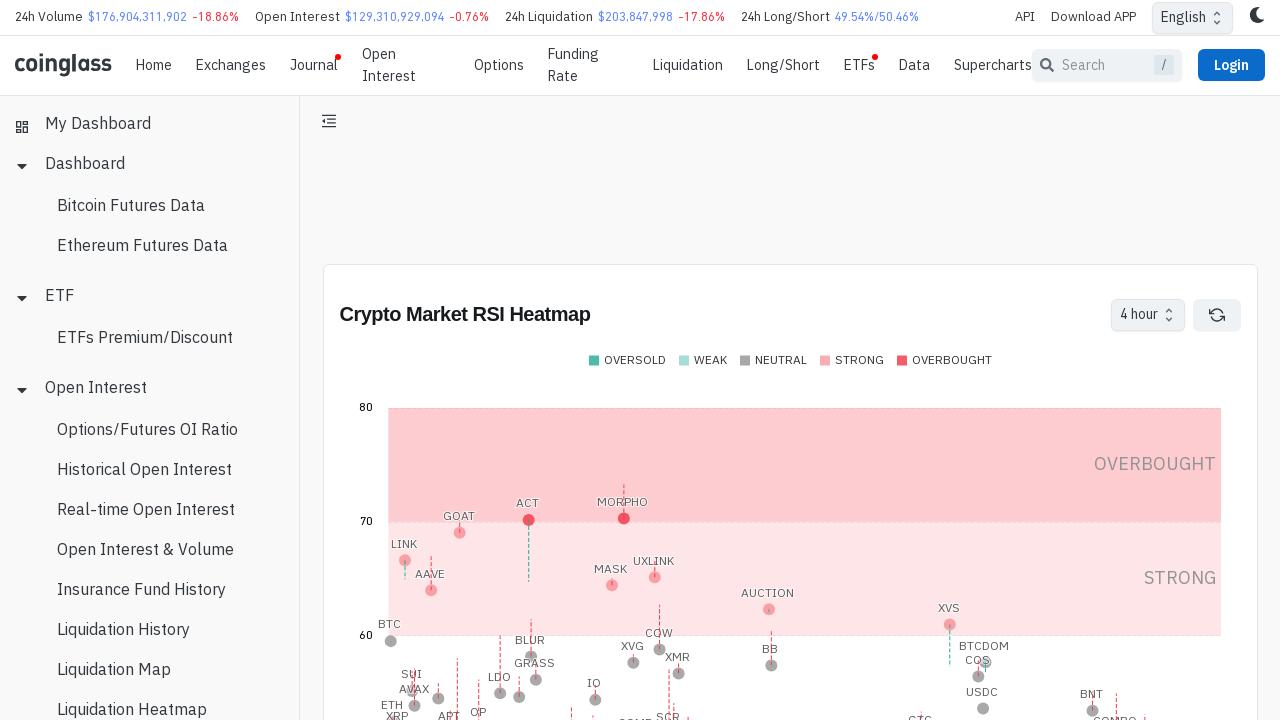 24h Volume $176,904,311,902 -18.86% Open Interest $129,310,929,094 -0.76% 24h Liquidation $203,847,998 -17.86% 24h Long/Short 49.54%/50.46% API Download APP English
coinglass Home Exchanges Journal Open Interest Options Funding Rate Liquidation Long/Short ETFs Data Supercharts Search / Login
My Dashboard
Dashboard
Bitcoin Futures Data
Ethereum Futures Data
ETF
ETFs Premium/Discount
Open Interest
Options/Futures OI Ratio
Historical Open Interest
Real-time Open Interest
Open Interest & Volume
Insurance Fund History
Liquidation History
Liquidation Map
Liquidation Heatmap
Crypto Market RSI Heatmap
4 hour
OVERSOLD WEAK NEUTRAL STRONG OVERBOUGHT
80
OVERBOUGHT
ACT MORPHO
GOAT
70
LINK
UXLINK
MASK
AAVE
STRONG
AUCTION
XVS
BTC
60
COW
BLUR
XVG
BTCDOM
BB
XMR
COS
GRASS
SUI
LDO
IO
AVAX
USDC
BNT
ETH
OP
XRP
APT
SCR